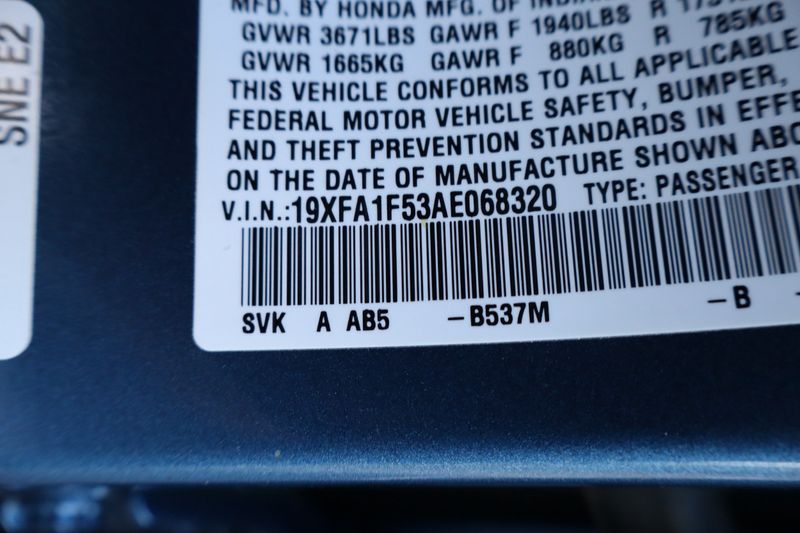 SNE E2
MFD. BY HONDA MFG. OF
GVWR 3671LBS GAWR F 1940LBS R
GVWR 1665KG GAWR F 880KG R 785KG
THIS VEHICLE CONFORMS TO ALL APPLICABLE
FEDERAL MOTOR VEHICLE SAFETY, BUMPER,
AND THEFT PREVENTION STANDARDS IN EFFE
ON THE DATE OF MANUFACTURE SHOWN ABO
V.I.N.:19XFA1F53AE068320 TYPE: PASSENGER
SVK A AB5 -B537M -B